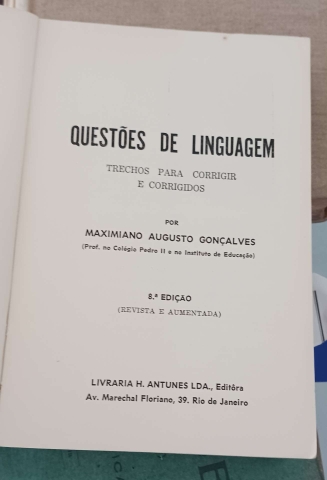 QUESTÕES DE LINGUAGEM
TRECHOS PARA CORRIGIR
E CORRIGIDOS
POR
MAXIMIANO AUGUSTO GONÇALVES
(Prof. no Colégio Pedro II e no Instituto de Educação)
8.ª EDIÇÃO
(REVISTA E AUMENTADA)
LIVRARIA H. ANTUNES LDA., Editôra
Av. Marechal Floriano, 39. Rio de Janeiro